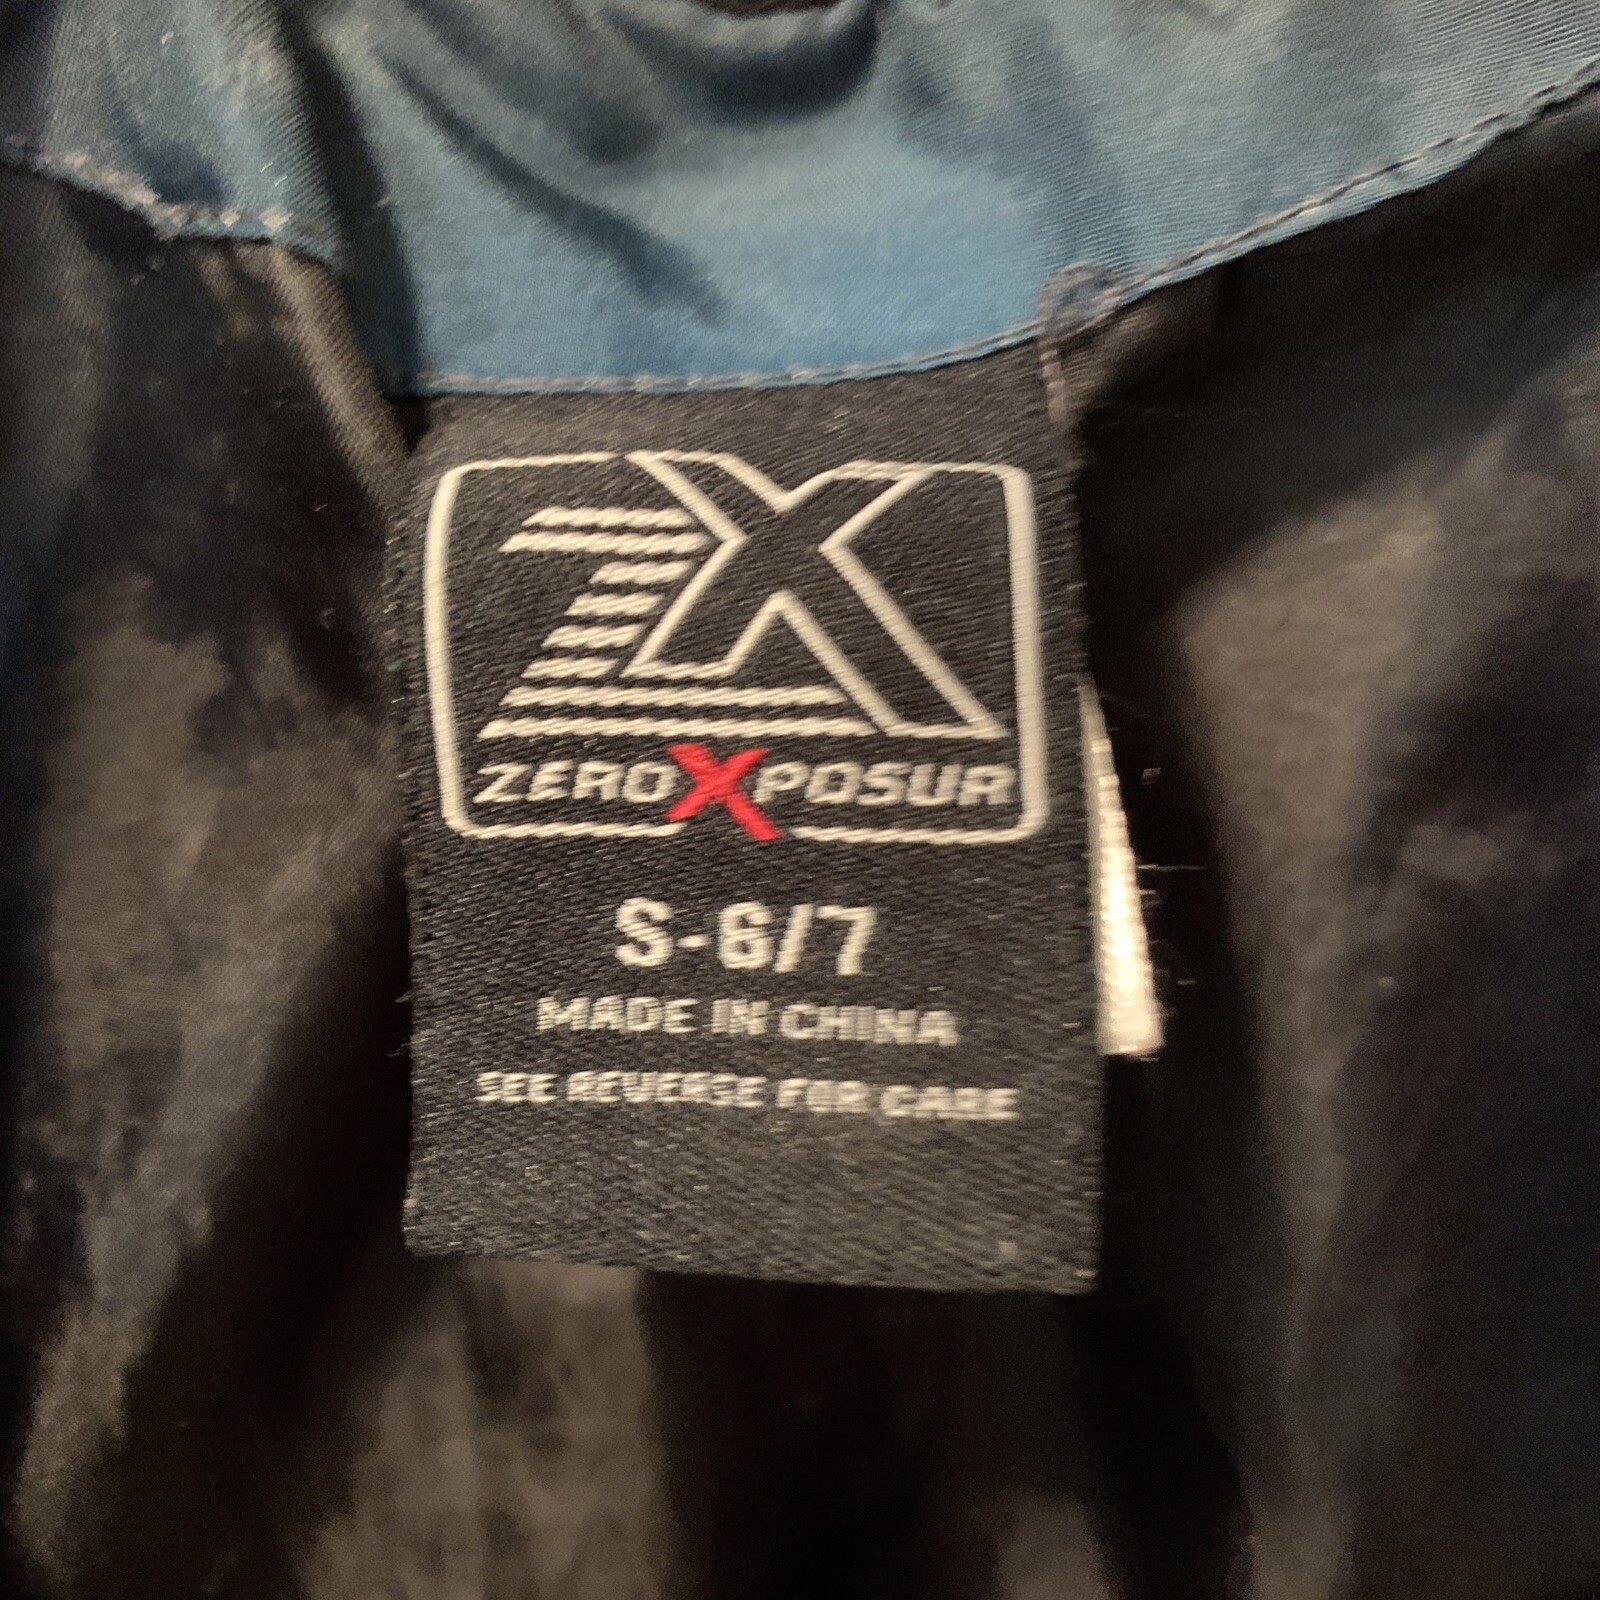 ZX
ZEROXPOSUR
S-6/7
MADE IN CHINA
SEE REVERSE FOR CARE